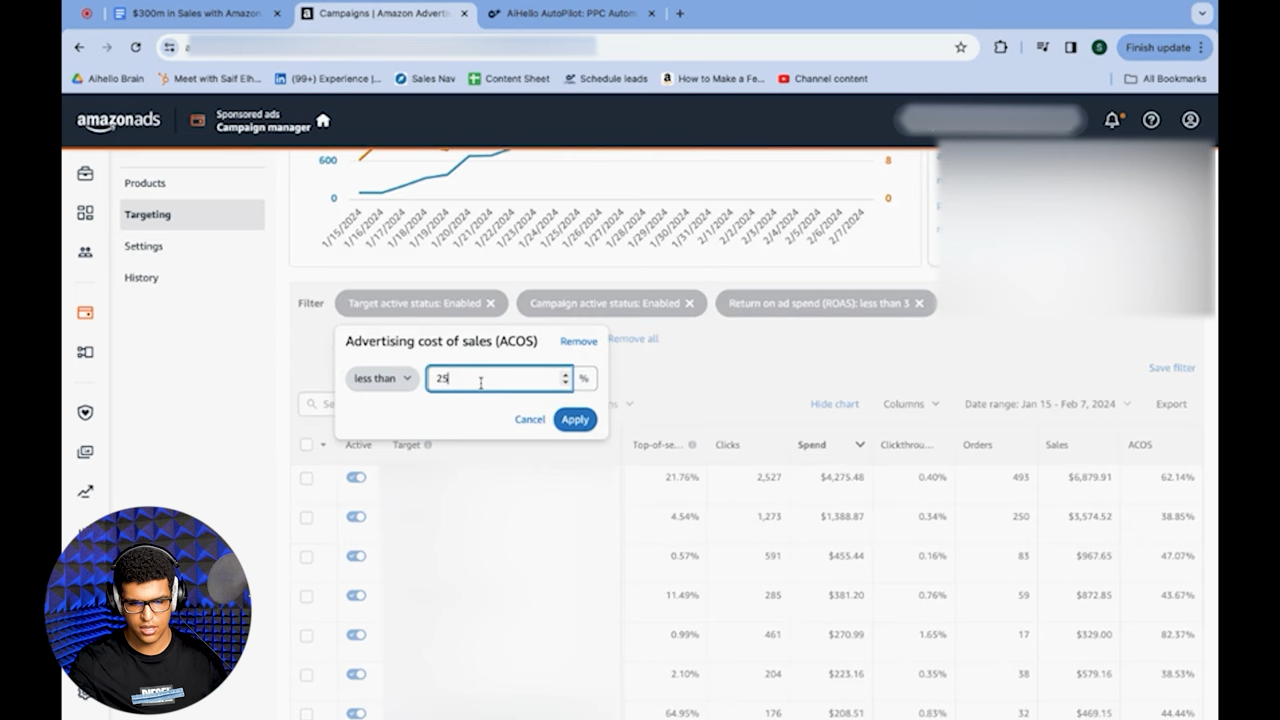 $300m in Sales with Amazon
Campaigns | Amazon Adverti
AiHello AutoPilot: PPC Autom
Finish update
Aihello Brain
Meet with Saif Elh...
(99+) Experience |...
Sales Nav
Content Sheet
Schedule leads
How to Make a Fe...
Channel content
All Bookmarks
amazonads
Sponsored ads
Campaign manager
Products
Targeting
Settings
History
600
0
8
0
1/15/2024
1/16/2024
1/17/2024
1/18/2024
1/19/2024
1/20/2024
1/21/2024
1/22/2024
1/23/2024
1/24/2024
1/25/2024
1/26/2024
1/27/2024
1/28/2024
1/29/2024
1/30/2024
1/31/2024
2/1/2024
2/2/2024
2/3/2024
2/4/2024
2/5/2024
2/6/2024
2/7/2024
Filter
Target active status: Enabled
Campaign active status: Enabled
Return on ad spend (ROAS): less than 3
Advertising cost of sales (ACOS)
Remove
Remove all
less than
25
%
Cancel
Apply
Save filter
Hide chart
Columns
Date range: Jan 15 - Feb 7, 2024
Export
Active
Target
Top-of-se...
Clicks
Spend
Clickthrou...
Orders
Sales
ACOS
21.76% 2,527 $4,275.48 0.40% 493 $6,879.91 62.14%
4.54% 1,273 $1,388.87 0.34% 250 $3,574.52 38.85%
0.57% 591 $455.44 0.16% 83 $967.65 47.07%
11.49% 285 $381.20 0.76% 59 $872.85 43.67%
0.99% 461 $270.99 1.65% 17 $329.00 82.37%
2.10% 204 $223.16 0.35% 38 $579.16 38.53%
64.95% 176 $208.51 0.83% 32 $469.15 44.44%
DIESEL